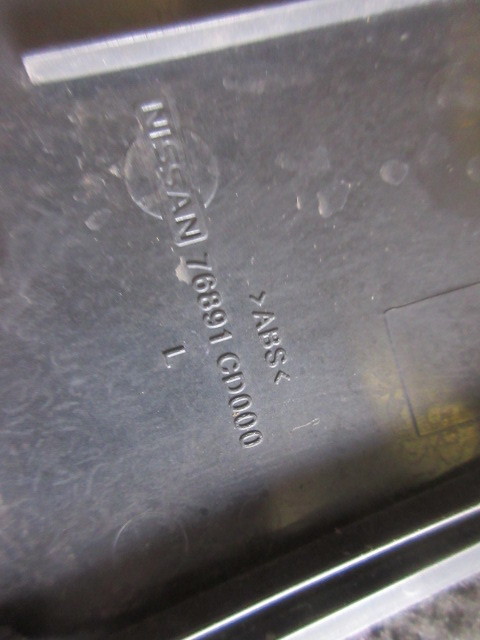 NISSAN
76891 CD000
>ABS<
L